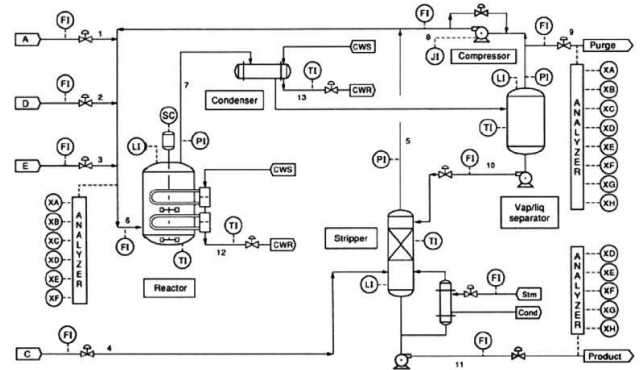 FI
FI
9
A
1
8
Purge
JI
Compressor
CWS
7
LI
PI
XA
TI
XB
D
FI
2
Condenser
13
CWR
XC
SC
TI
XD
ANALYZER
XE
LI
PI
5
FI
XF
E
FI
3
PI
10
XG
CWS
XH
XA
6
Vap/liq
separator
XB
FI
TI
Stripper
TI
XC
12
CWR
ANALYZER
XD
TI
XD
XE
Reactor
LI
FI
XE
XF
Stm
XF
ANALYZER
Cond
XG
FI
XH
C
4
FI
11
Product